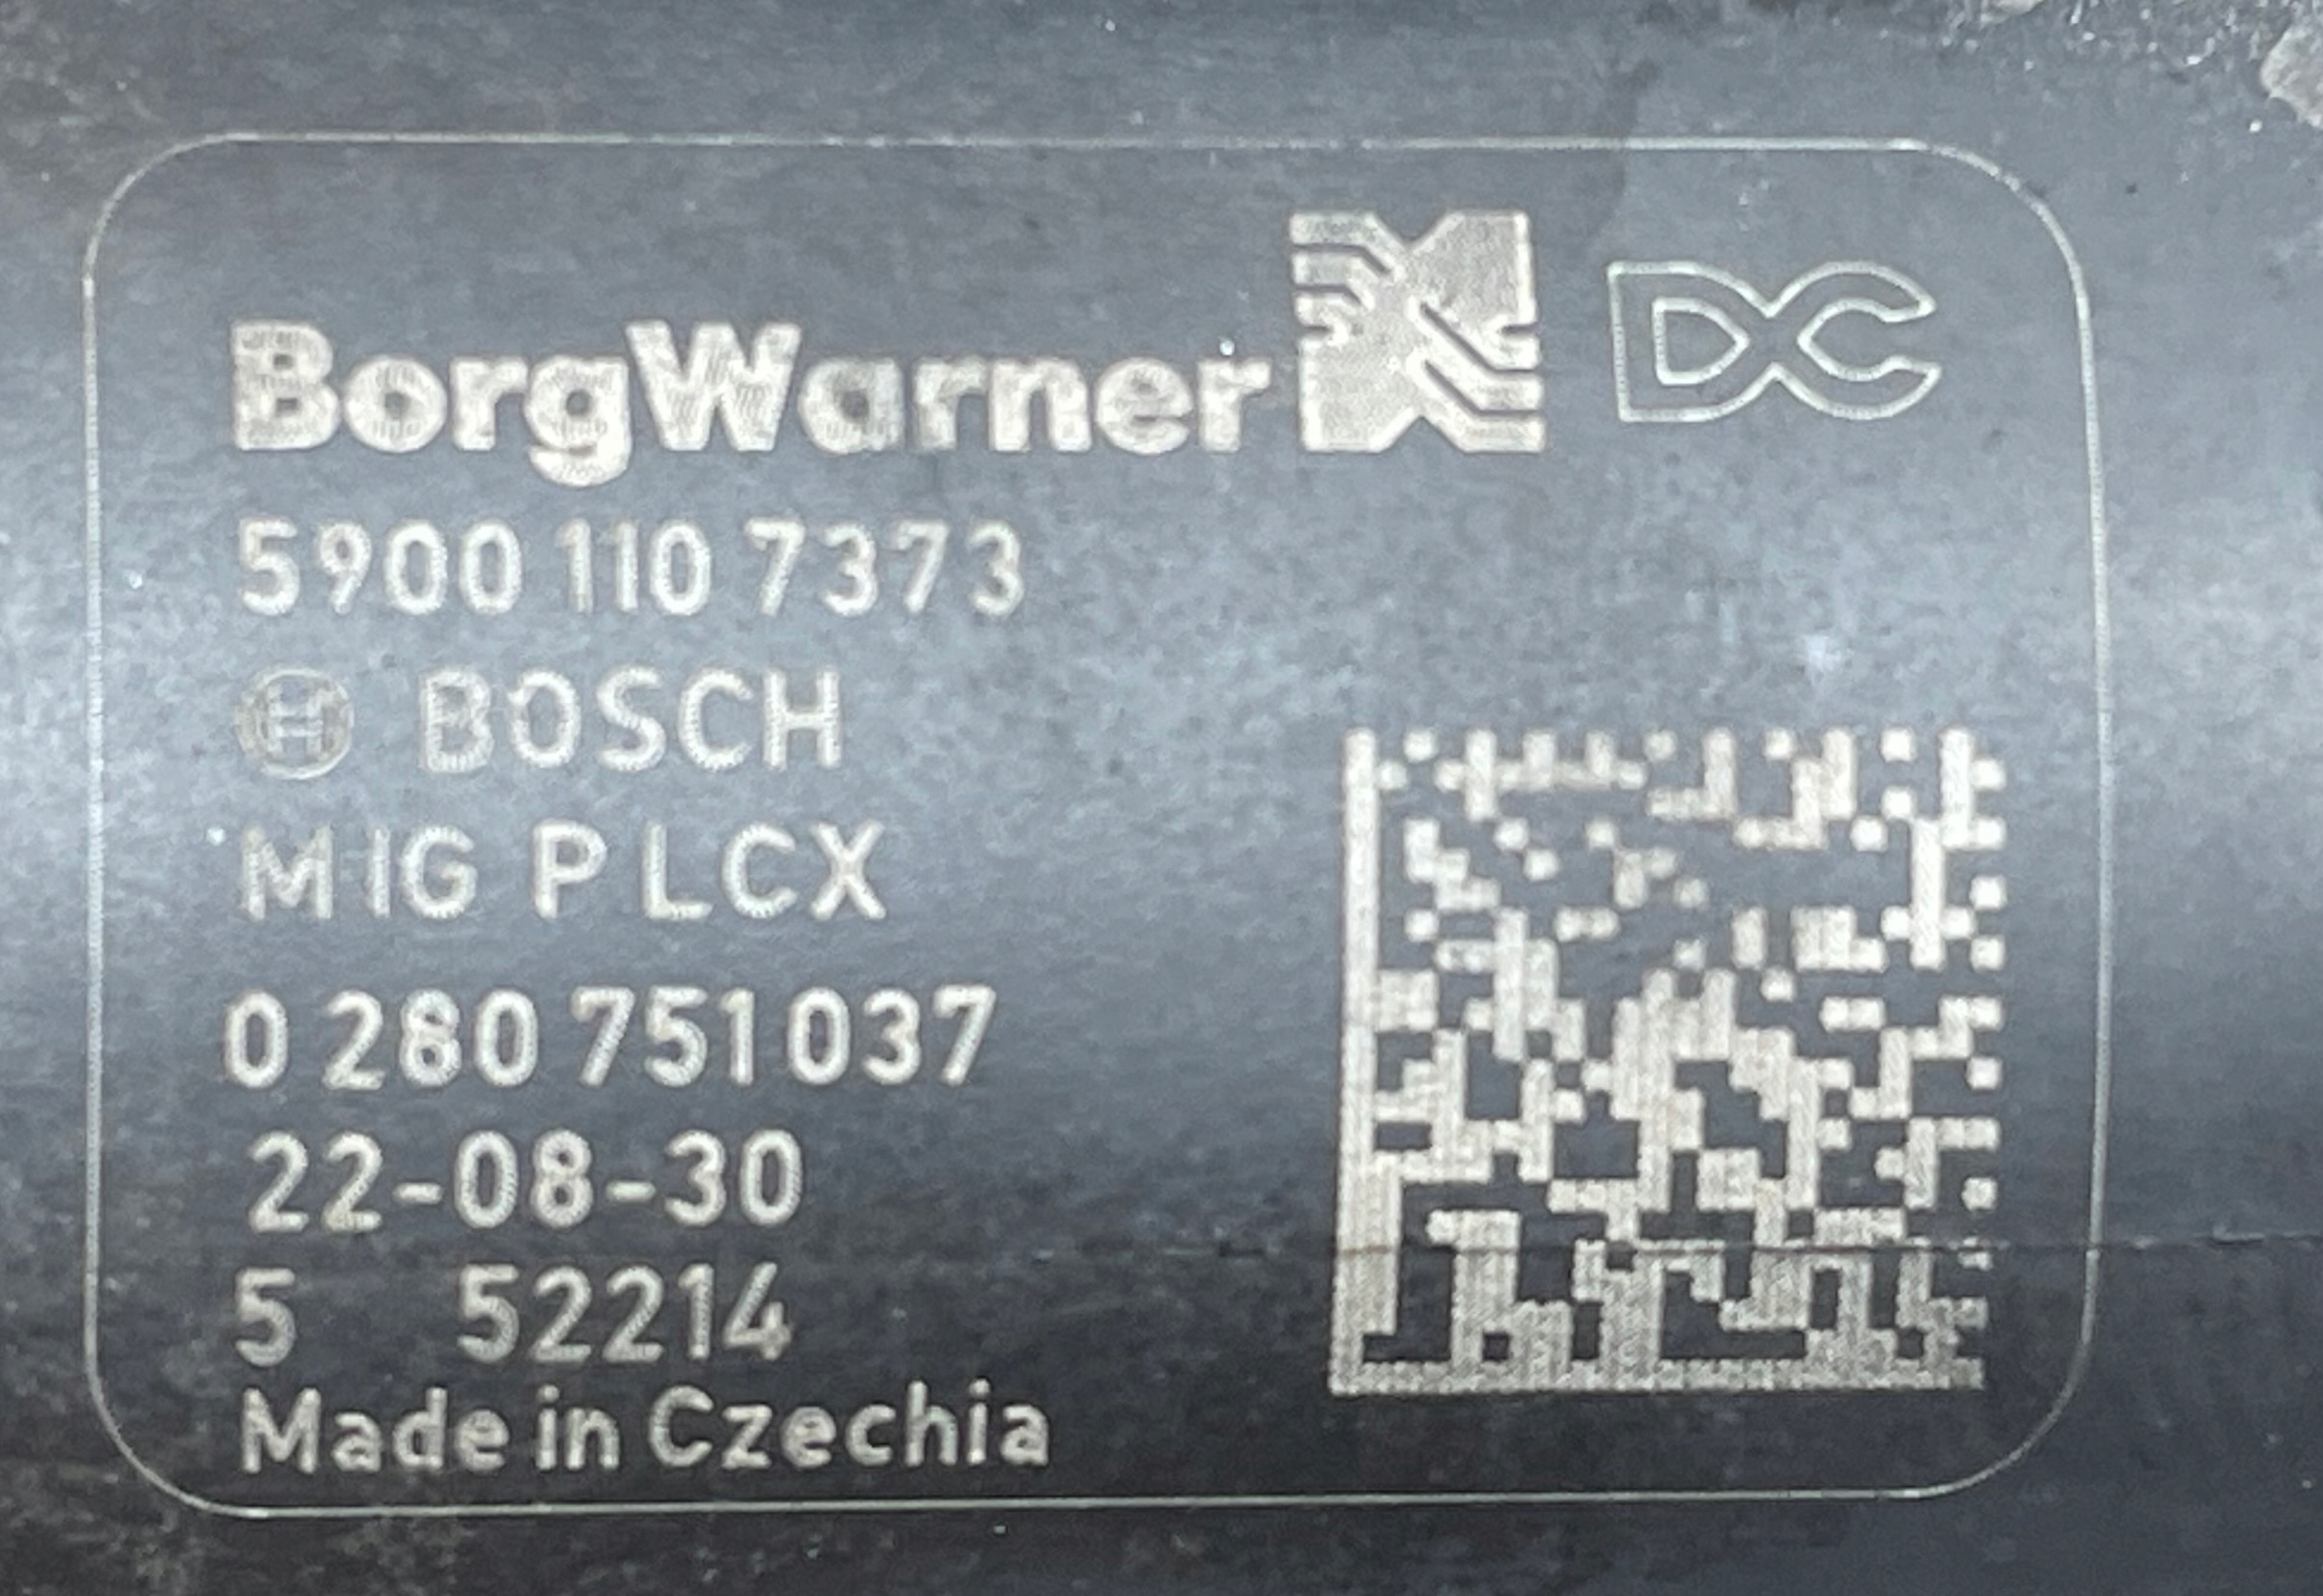 BorgWarner DC
5900 110 7373
BOSCH
MIG P LCX
0 280 751 037
22-08-30
5 52214
Made in Czechia